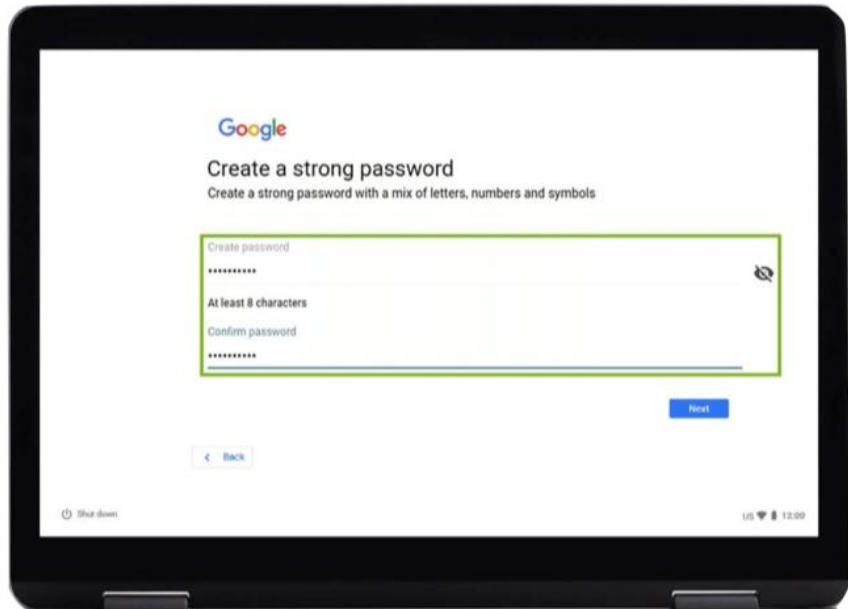 Google
Create a strong password
Create a strong password with a mix of letters, numbers and symbols
Create password
••••••••••
At least 8 characters
Confirm password
••••••••••
Next
< Back
Shut down
US 12:00